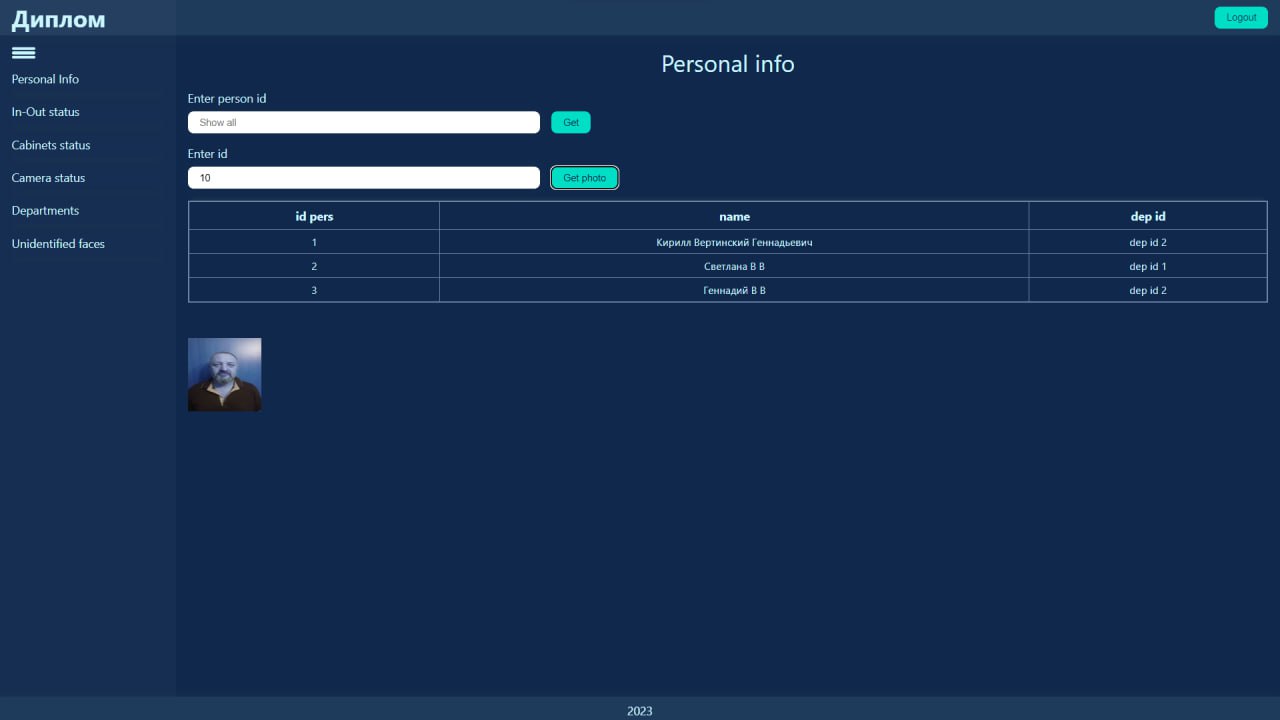 Диплом
Logout
Personal Info
In-Out status
Cabinets status
Camera status
Departments
Unidentified faces
Personal info
Enter person id
Show all Get
Enter id
10 Get photo
id pers name dep id
1 Кирилл Вертинский Геннадьевич dep id 2
2 Светлана В В dep id 1
3 Геннадий В В dep id 2
2023